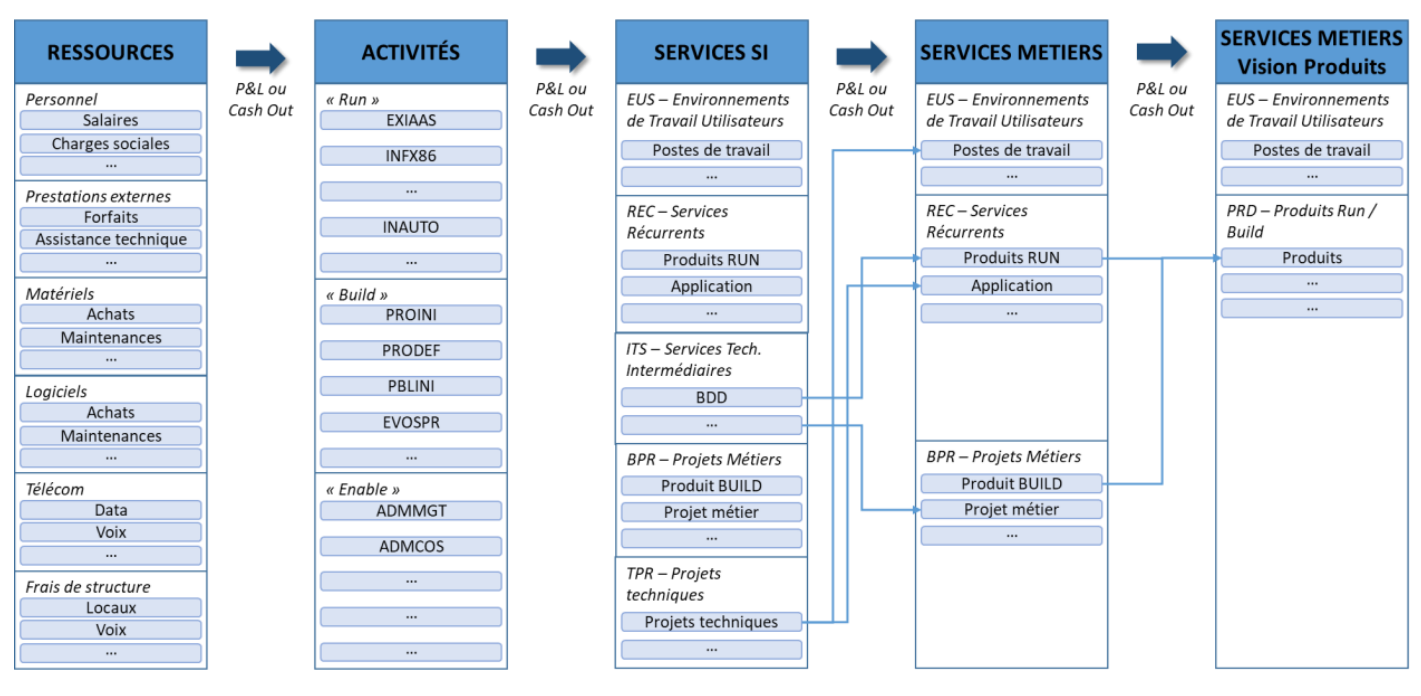 RESSOURCES
Personnel
Salaires
Charges sociales
...
Prestations externes
Forfaits
Assistance technique
...
Matériels
Achats
Maintenances
...
Logiciels
Achats
Maintenances
...
Télécom
Data
Voix
...
Frais de structure
Locaux
Voix
...
P&L ou
Cash Out
ACTIVITÉS
« Run »
EXIAAS
INFX86
...
INAUTO
...
« Build »
PROINI
PRODEF
PBLINI
EVOSPR
...
« Enable »
ADMMGT
ADMCOS
...
...
...
P&L ou
Cash Out
SERVICES SI
EUS – Environnements
de Travail Utilisateurs
Postes de travail
...
REC – Services
Récurrents
Produits RUN
Application
...
ITS – Services Tech.
Intermédiaires
BDD
...
BPR – Projets Métiers
Produit BUILD
Projet métier
...
TPR – Projets
techniques
Projets techniques
...
P&L ou
Cash Out
SERVICES METIERS
EUS – Environnements
de Travail Utilisateurs
Postes de travail
...
REC – Services
Récurrents
Produits RUN
Application
...
BPR – Projets Métiers
Produit BUILD
Projet métier
...
P&L ou
Cash Out
SERVICES METIERS
Vision Produits
EUS – Environnements
de Travail Utilisateurs
Postes de travail
...
PRD – Produits Run /
Build
Produits
...
...